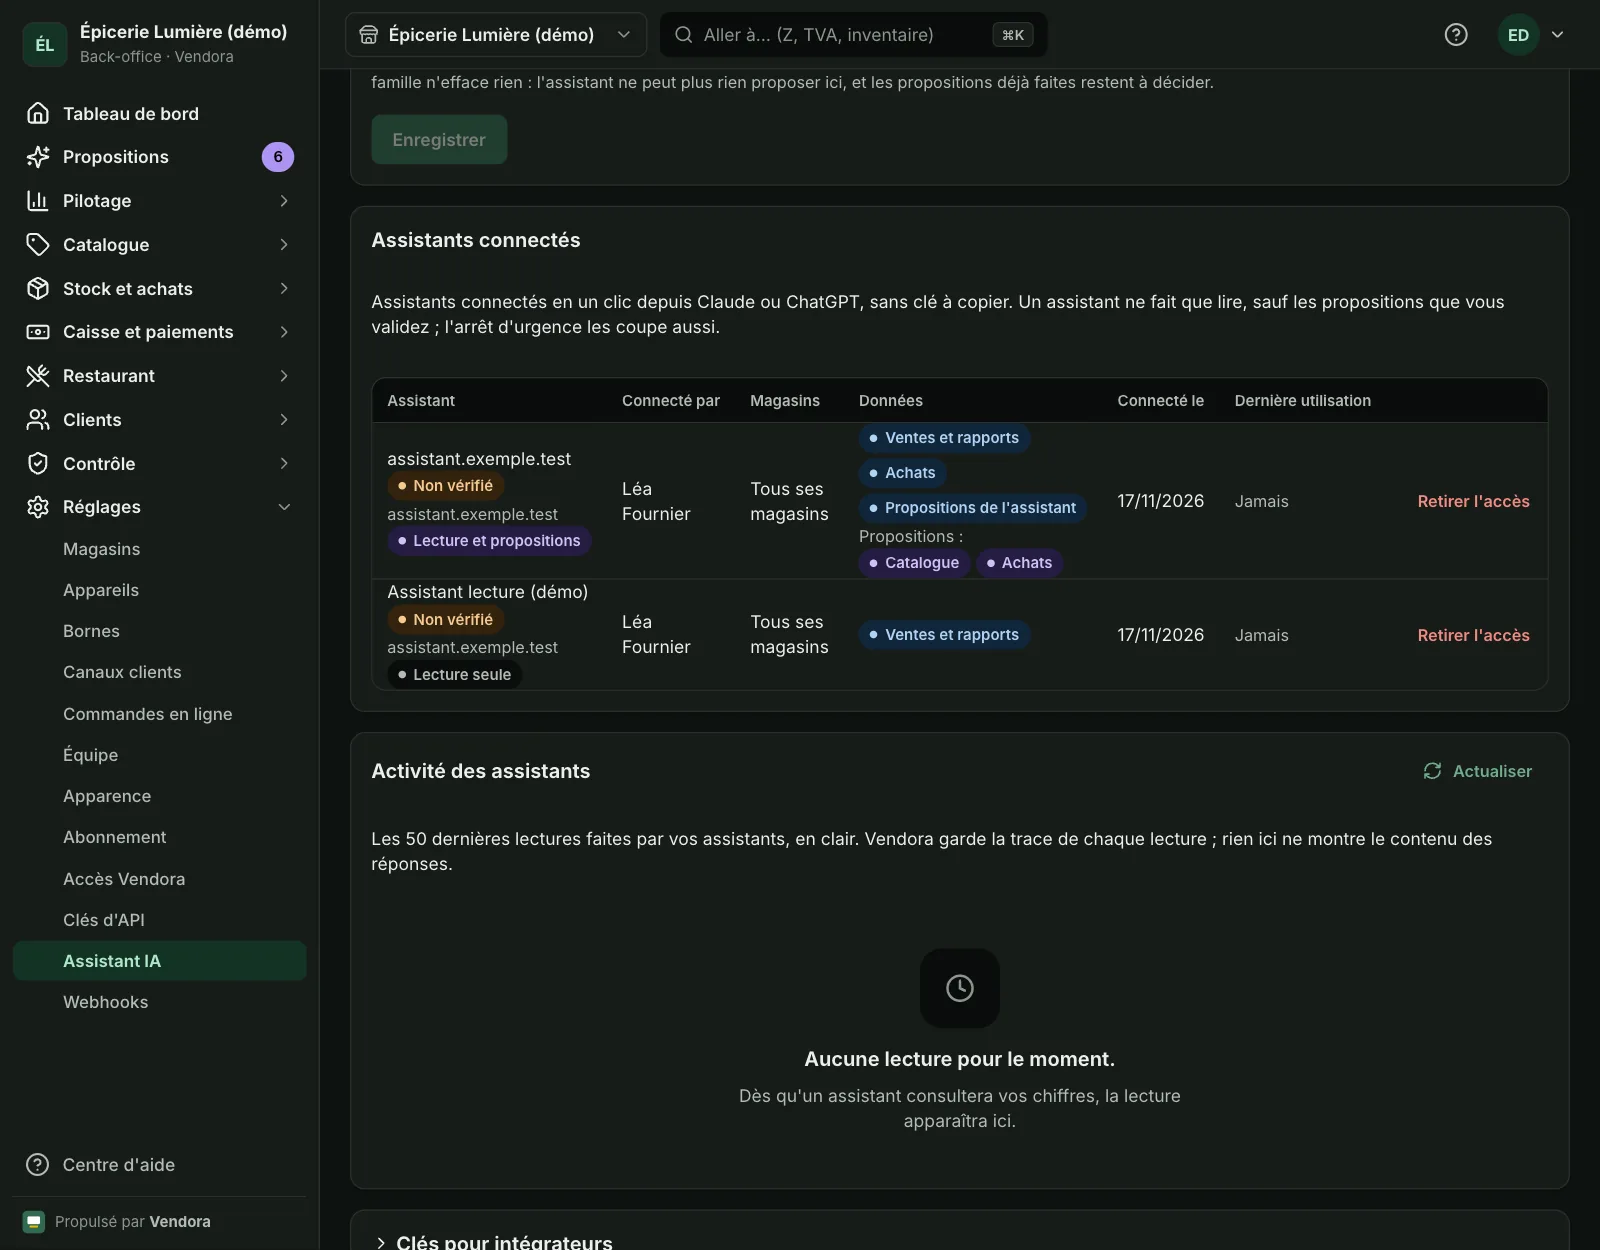 ÉL
Épicerie Lumière (démo)
Back-office · Vendora
Tableau de bord
Propositions
6
Pilotage
Catalogue
Stock et achats
Caisse et paiements
Restaurant
Clients
Contrôle
Réglages
Magasins
Appareils
Bornes
Canaux clients
Commandes en ligne
Équipe
Apparence
Abonnement
Accès Vendora
Clés d'API
Assistant IA
Webhooks
Centre d'aide
Propulsé par Vendora
Épicerie Lumière (démo)
Aller à... (Z, TVA, inventaire)
⌘K
ED
famille n'efface rien : l'assistant ne peut plus rien proposer ici, et les propositions déjà faites restent à décider.
Enregistrer
Assistants connectés
Assistants connectés en un clic depuis Claude ou ChatGPT, sans clé à copier. Un assistant ne fait que lire, sauf les propositions que vous
validez ; l'arrêt d'urgence les coupe aussi.
Assistant
Connecté par
Magasins
Données
Connecté le
Dernière utilisation
assistant.exemple.test
Non vérifié
assistant.exemple.test
Lecture et propositions
Léa
Fournier
Tous ses
magasins
Ventes et rapports
Achats
Propositions de l'assistant
Propositions :
Catalogue
Achats
17/11/2026
Jamais
Retirer l'accès
Assistant lecture (démo)
Non vérifié
assistant.exemple.test
Lecture seule
Léa
Fournier
Tous ses
magasins
Ventes et rapports
17/11/2026
Jamais
Retirer l'accès
Activité des assistants
Actualiser
Les 50 dernières lectures faites par vos assistants, en clair. Vendora garde la trace de chaque lecture ; rien ici ne montre le contenu des
réponses.
Aucune lecture pour le moment.
Dès qu'un assistant consultera vos chiffres, la lecture
apparaîtra ici.
Clés pour intégrateurs